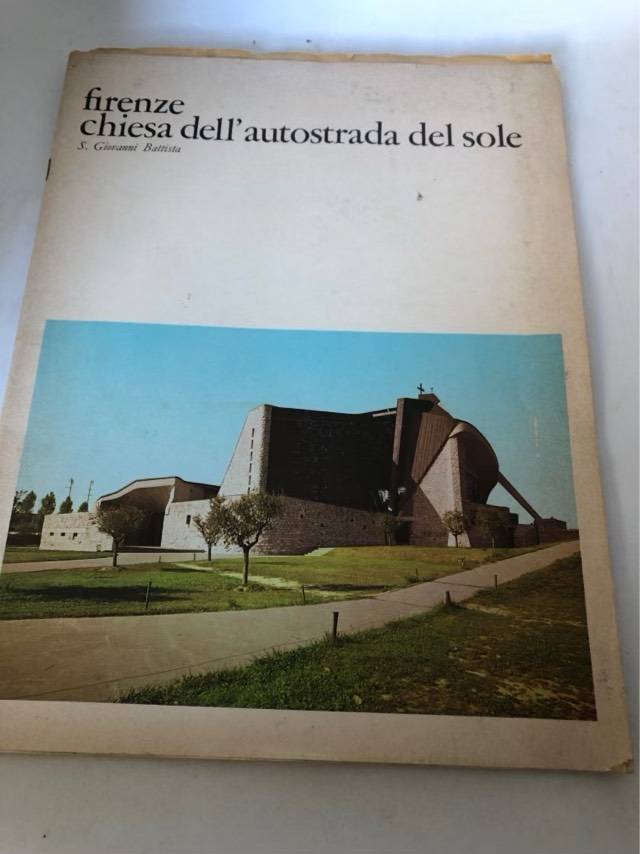 firenze
chiesa dell'autostrada del sole
S. Giovanni Battista